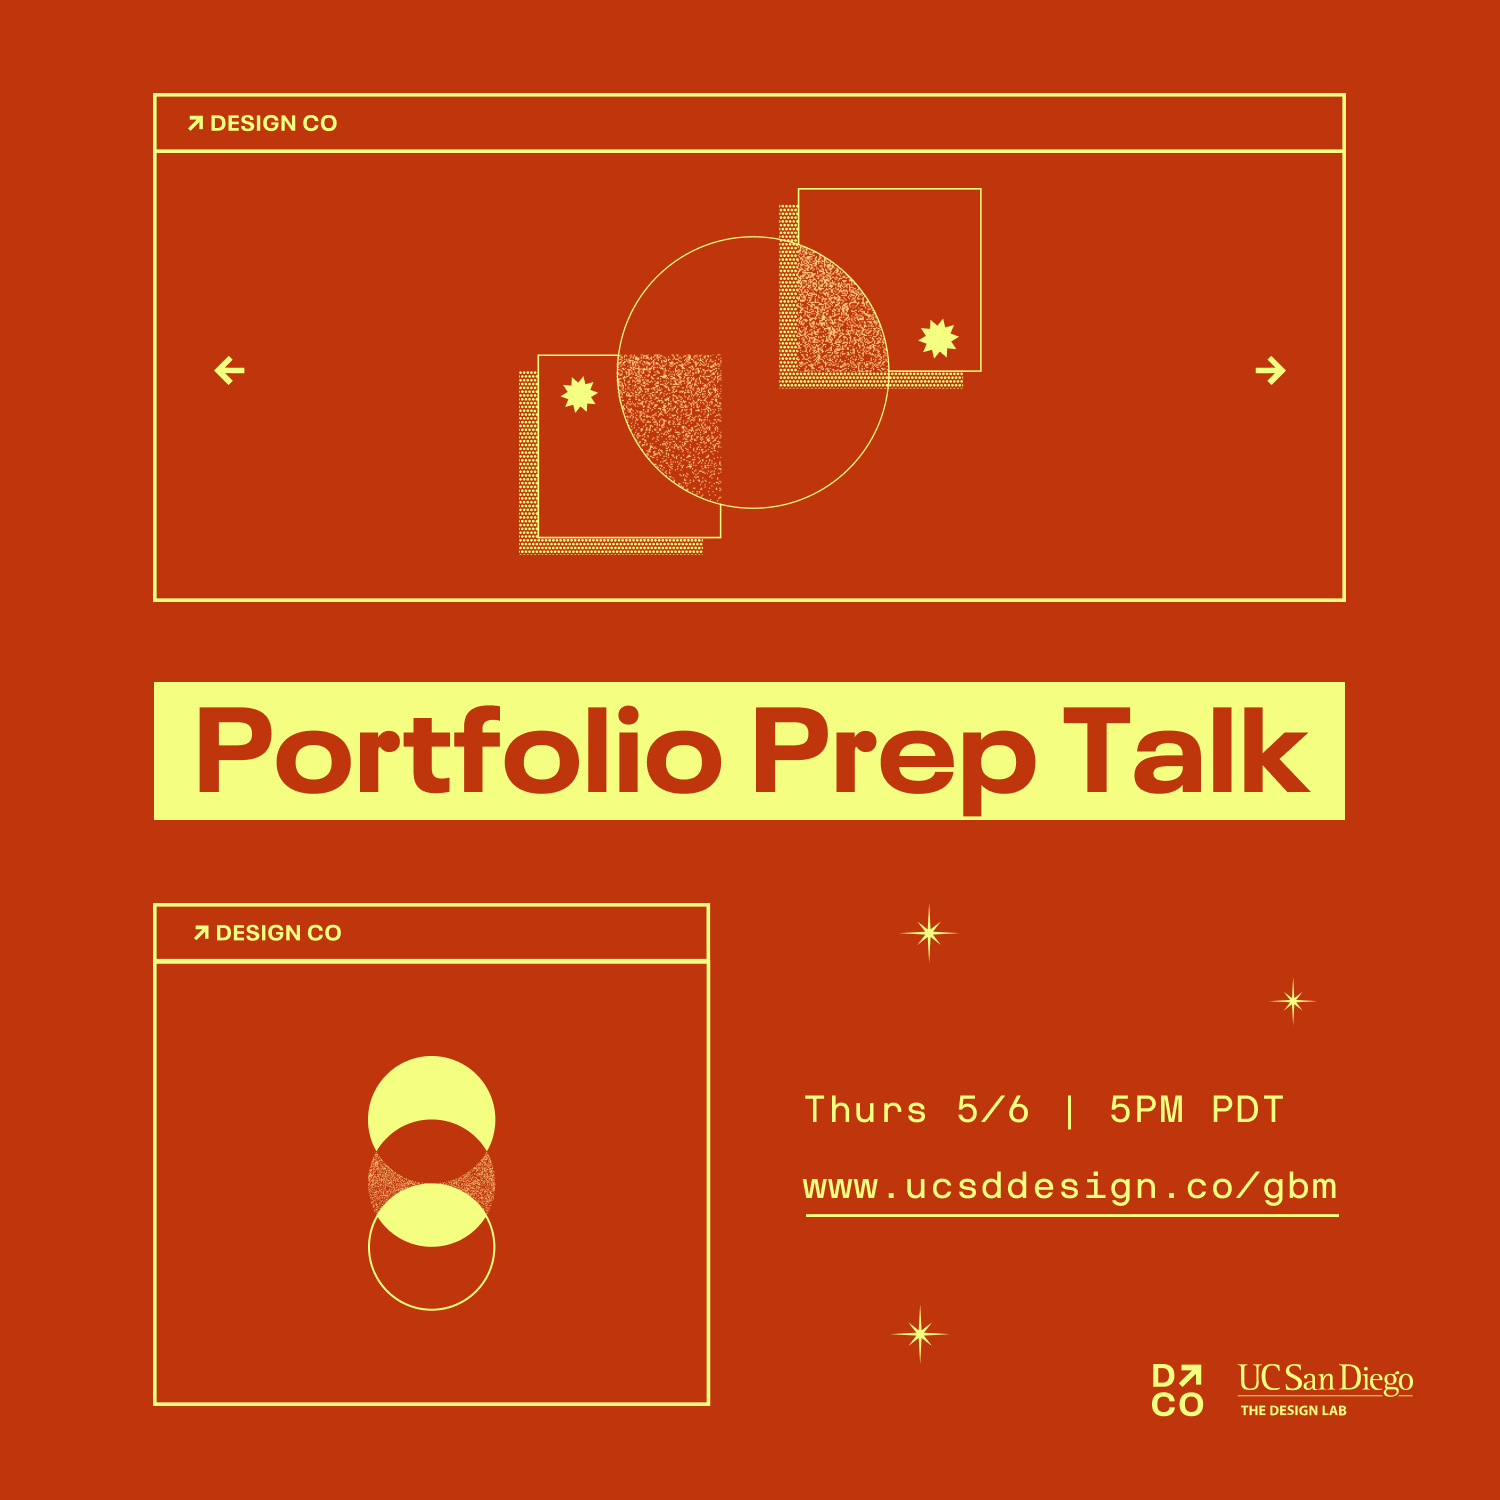 DESIGN CO
Portfolio Prep Talk
DESIGN CO
Thurs 5/6 | 5PM PDT
www.ucsddesign.co/gbm
D
CO
UC San Diego
THE DESIGN LAB